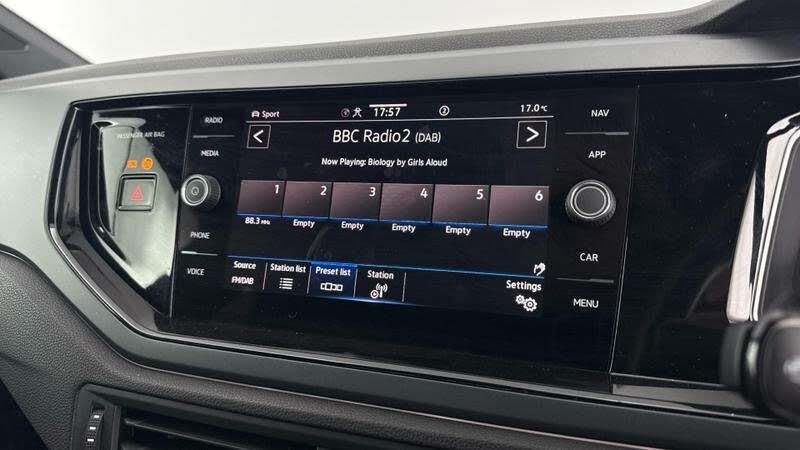 PASSENGER AIR BAG
RADIO
MEDIA
PHONE
VOICE
Sport
17:57
2
17.0 °C
BBC Radio2 (DAB)
Now Playing: Biology by Girls Aloud
1 2 3 4 5 6
88.3 MHz Empty Empty Empty Empty Empty
Source Station list Preset list Station Settings
FM/DAB
NAV
APP
CAR
MENU